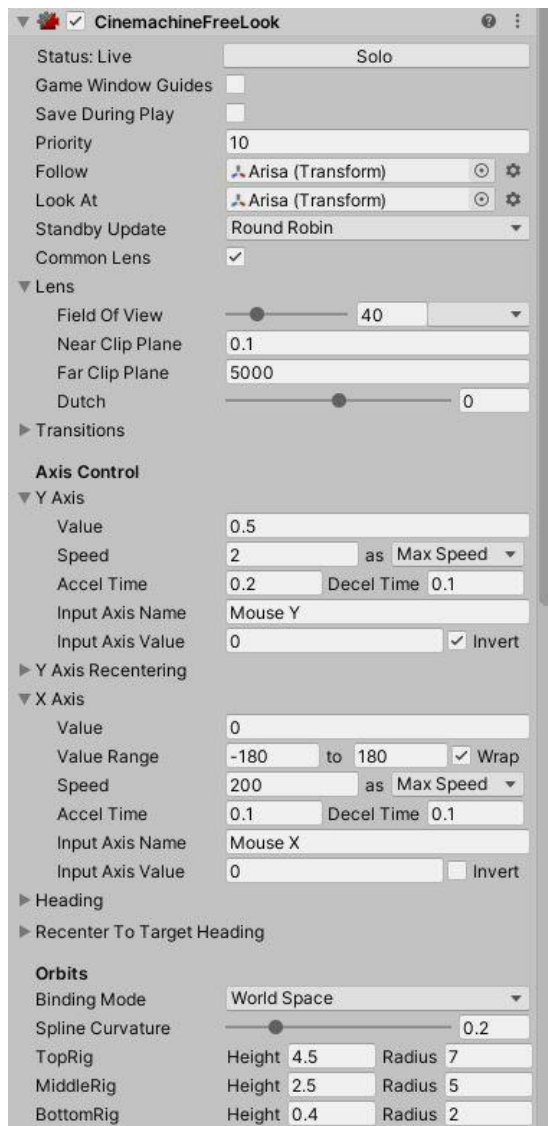 CinemachineFreeLook
Status: Live Solo
Game Window Guides
Save During Play
Priority 10
Follow Arisa (Transform)
Look At Arisa (Transform)
Standby Update Round Robin
Common Lens
Lens
Field Of View 40
Near Clip Plane 0.1
Far Clip Plane 5000
Dutch 0
Transitions
Axis Control
Y Axis
Value 0.5
Speed 2 as Max Speed
Accel Time 0.2 Decel Time 0.1
Input Axis Name Mouse Y
Input Axis Value 0 Invert
Y Axis Recentering
X Axis
Value 0
Value Range -180 to 180 Wrap
Speed 200 as Max Speed
Accel Time 0.1 Decel Time 0.1
Input Axis Name Mouse X
Input Axis Value 0 Invert
Heading
Recenter To Target Heading
Orbits
Binding Mode World Space
Spline Curvature 0.2
TopRig Height 4.5 Radius 7
MiddleRig Height 2.5 Radius 5
BottomRig Height 0.4 Radius 2